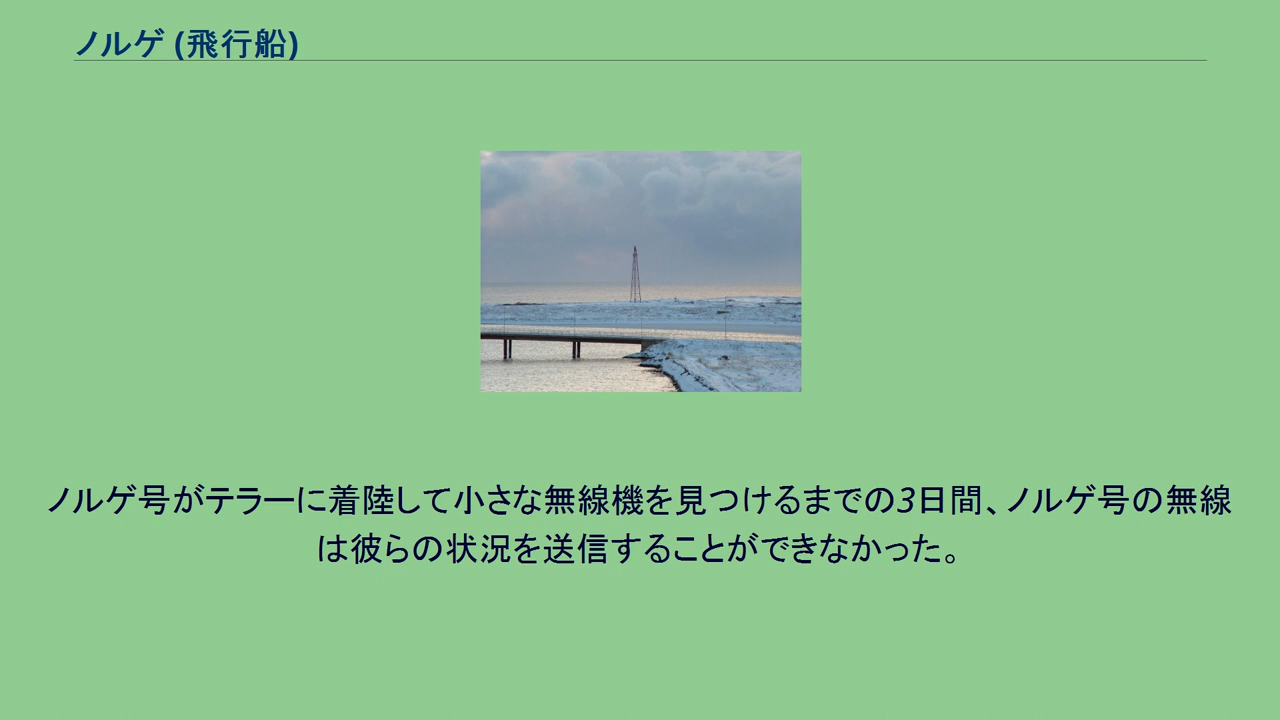 ノルゲ (飛行船)
ノルゲ号がテラーに着陸して小さな無線機を見つけるまでの3日間、ノルゲ号の無線
は彼らの状況を送信することができなかった。